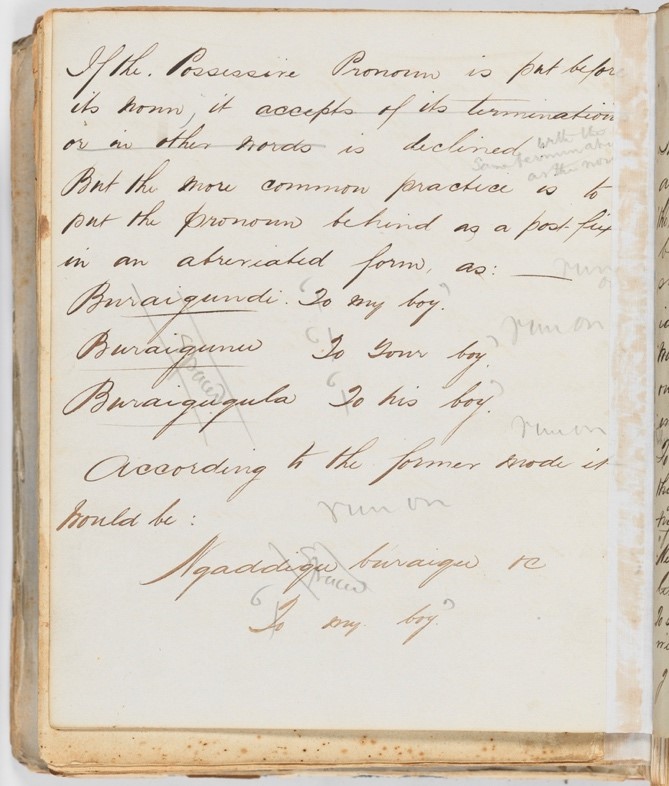 If the. Possessive Pronoun is put before
its noun, it accepts of its termination
or in other words is declined with the
same termination
as the noun
But the more common practice is to
put the pronoun behind as a post-fix
in an abreviated form, as: —
run on
Buraigundi. To my boy.
run on
Buraigunu To Your boy.
Buraigugula To his boy.
run on
According to the former mode it
would be:
run on
Ngaddigu buraigu &c
To my boy.